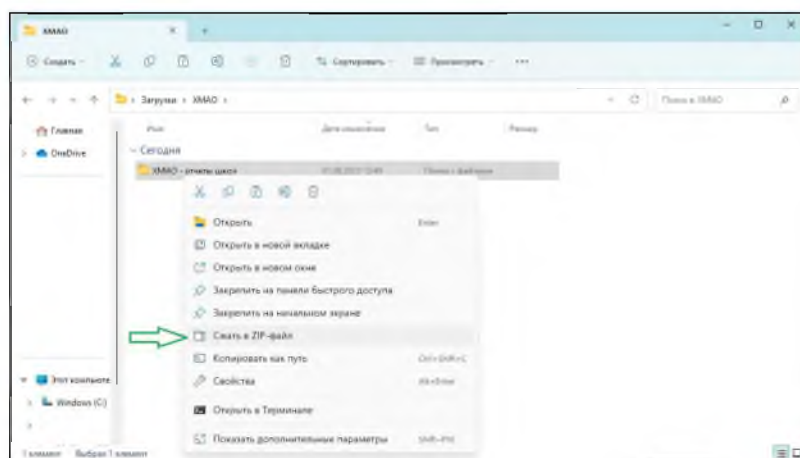 ХМАО
Создать
Сортировать
Просмотреть
Загрузки › ХМАО ›
Поиск в ХМАО
Главная
OneDrive
Имя
Дата изменения
Тип
Размер
Сегодня
ХМАО - отчеты школ
Папка с файлами
Открыть
Enter
Открыть в новой вкладке
Открыть в новом окне
Закрепить на панели быстрого доступа
Закрепить на начальном экране
Сжать в ZIP-файл
Копировать как путь
Ctrl+Shift+C
Свойства
Alt+Enter
Этот компьюте
Windows (C:)
Открыть в Терминале
Показать дополнительные параметры
Shift+F10
1 элемент
Выбран 1 элемент